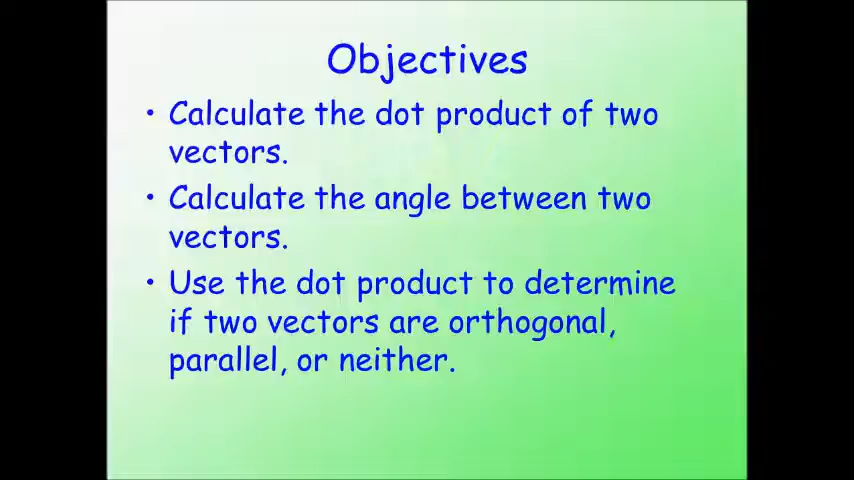 Objectives
• Calculate the dot product of two
vectors.
• Calculate the angle between two
vectors.
• Use the dot product to determine
if two vectors are orthogonal,
parallel, or neither.